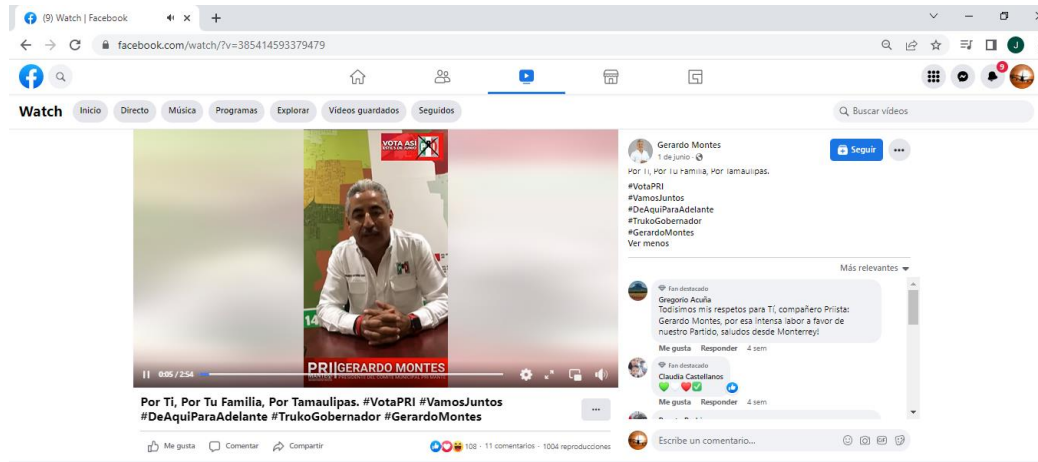 (9) Watch | Facebook
facebook.com/watch/?v=385414593379479
9
Watch
Inicio
Directo
Música
Programas
Explorar
Vídeos guardados
Seguidos
Buscar vídeos
VOTA ASÍ
PRI
14
PRI GERARDO MONTES
0:05 / 2:54
Por Ti, Por Tu Familia, Por Tamaulipas. #VotaPRI #VamosJuntos
#DeAquiParaAdelante #TrukoGobernador #GerardoMontes
Me gusta
Comentar
Compartir
108 · 11 comentarios · 1004 reproducciones
Gerardo Montes
1 de junio
Seguir
Por Ti, Por Tu Familia, Por Tamaulipas.
#VotaPRI
#VamosJuntos
#DeAquiParaAdelante
#TrukoGobernador
#GerardoMontes
Ver menos
Más relevantes
Fan destacado
Gregorio Acuña
Todisimos mis respetos para Tí, compañero Priista:
Gerardo Montes, por esa intensa labor a favor de
nuestro Partido, saludos desde Monterrey!
Me gusta Responder 4 sem
Fan destacado
Claudia Castellanos
Me gusta Responder 4 sem
Escribe un comentario...